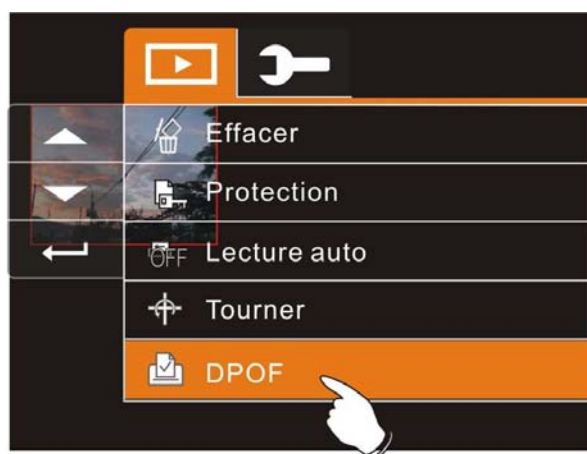 Effacer
Protection
OFF Lecture auto
Tourner
DPOF